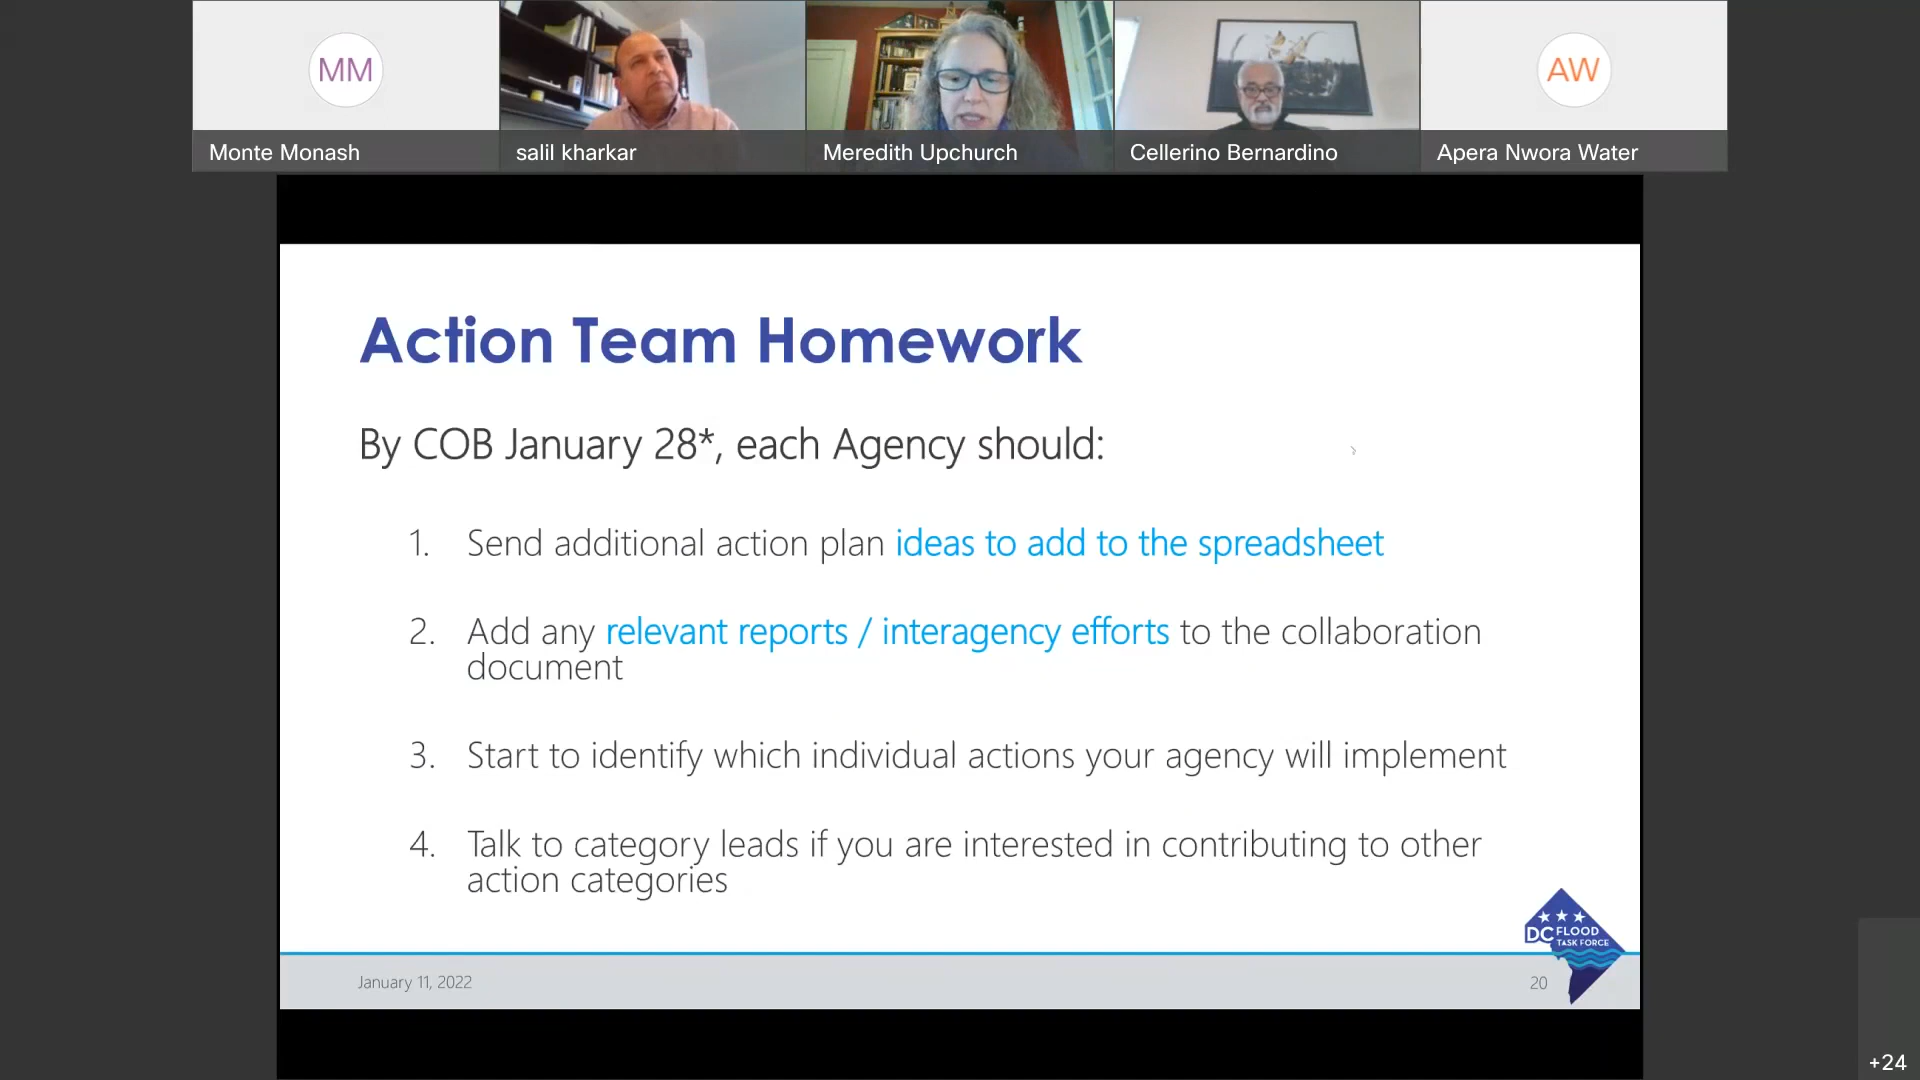 MM
AW
Monte Monash
salil kharkar
Meredith Upchurch
Cellerino Bernardino
Apera Nwora Water
Action Team Homework
By COB January 28*, each Agency should:
1. Send additional action plan ideas to add to the spreadsheet
2. Add any relevant reports / interagency efforts to the collaboration
document
3. Start to identify which individual actions your agency will implement
4. Talk to category leads if you are interested in contributing to other
action categories
DC FLOOD
TASK FORCE
January 11, 2022
20
+24